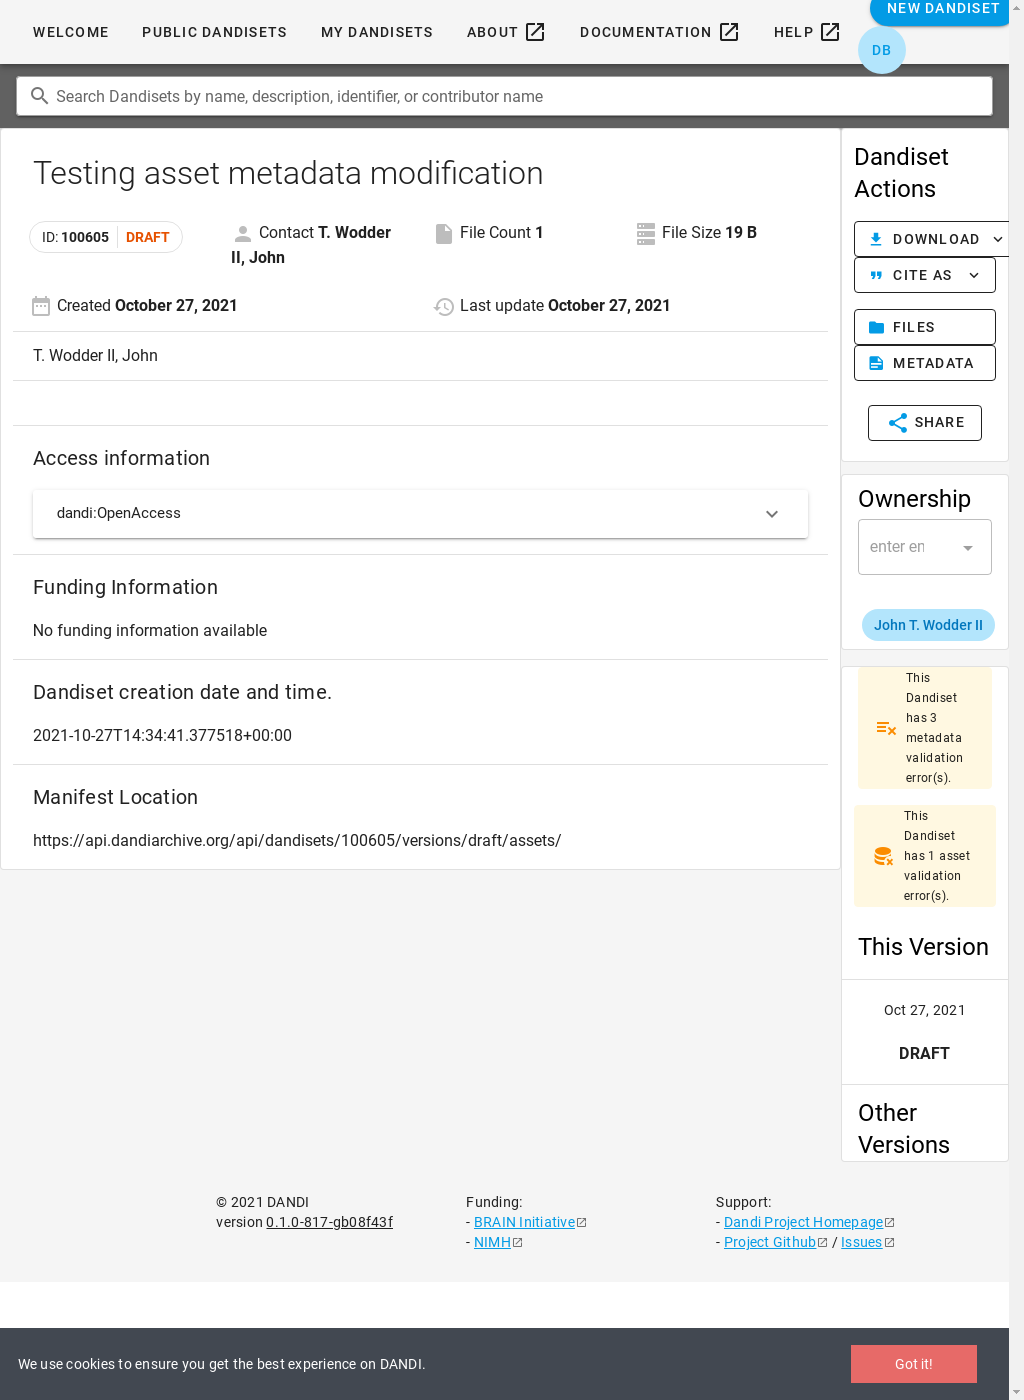 WELCOME PUBLIC DANDISETS MY DANDISETS ABOUT DOCUMENTATION HELP NEW DANDISET
DB
Search Dandisets by name, description, identifier, or contributor name
Testing asset metadata modification
ID: 100605 DRAFT
Contact T. Wodder II, John
File Count 1
File Size 19 B
Created October 27, 2021
Last update October 27, 2021
T. Wodder II, John
Access information
dandi:OpenAccess
Funding Information
No funding information available
Dandiset creation date and time.
2021-10-27T14:34:41.377518+00:00
Manifest Location
https://api.dandiarchive.org/api/dandisets/100605/versions/draft/assets/
Dandiset
Actions
DOWNLOAD
CITE AS
FILES
METADATA
SHARE
Ownership
enter en
John T. Wodder II
This
Dandiset
has 3
metadata
validation
error(s).
This
Dandiset
has 1 asset
validation
error(s).
This Version
Oct 27, 2021
DRAFT
Other
Versions
© 2021 DANDI
version 0.1.0-817-gb08f43f
Funding:
- BRAIN Initiative
- NIMH
Support:
- Dandi Project Homepage
- Project Github / Issues
We use cookies to ensure you get the best experience on DANDI.
Got it!